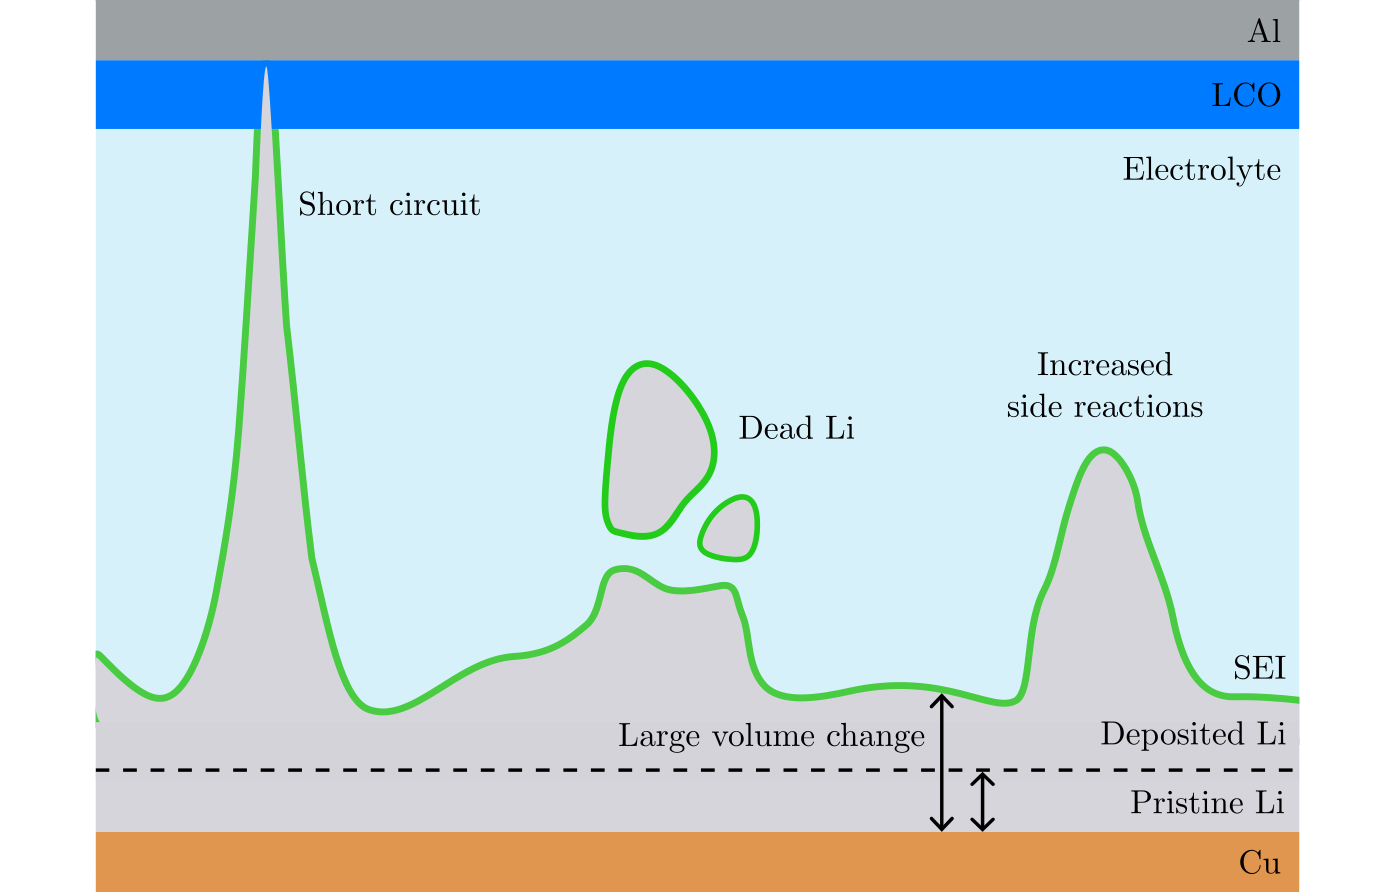 Al
LCO
Electrolyte
Short circuit
Increased
side reactions
Dead Li
SEI
Large volume change
Deposited Li
Pristine Li
Cu